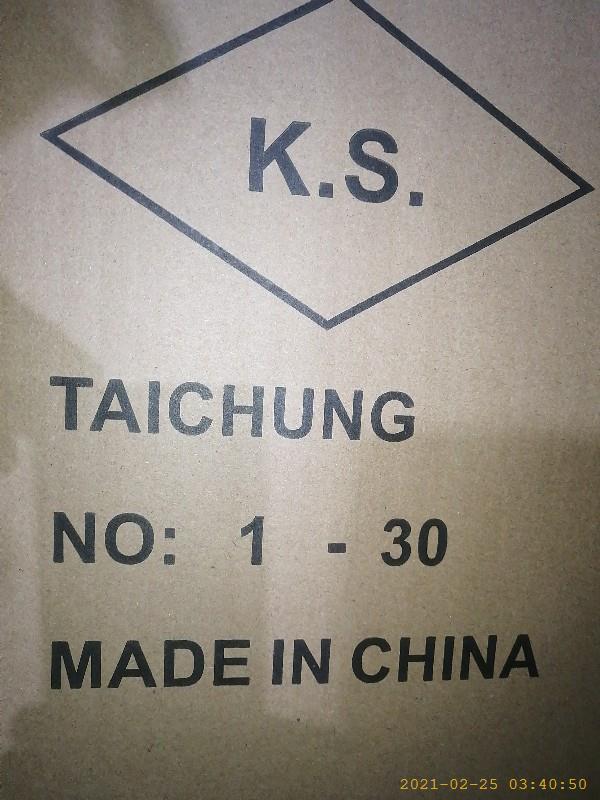 K.S.
TAICHUNG
NO: 1 - 30
MADE IN CHINA
2021-02-25 03:40:50